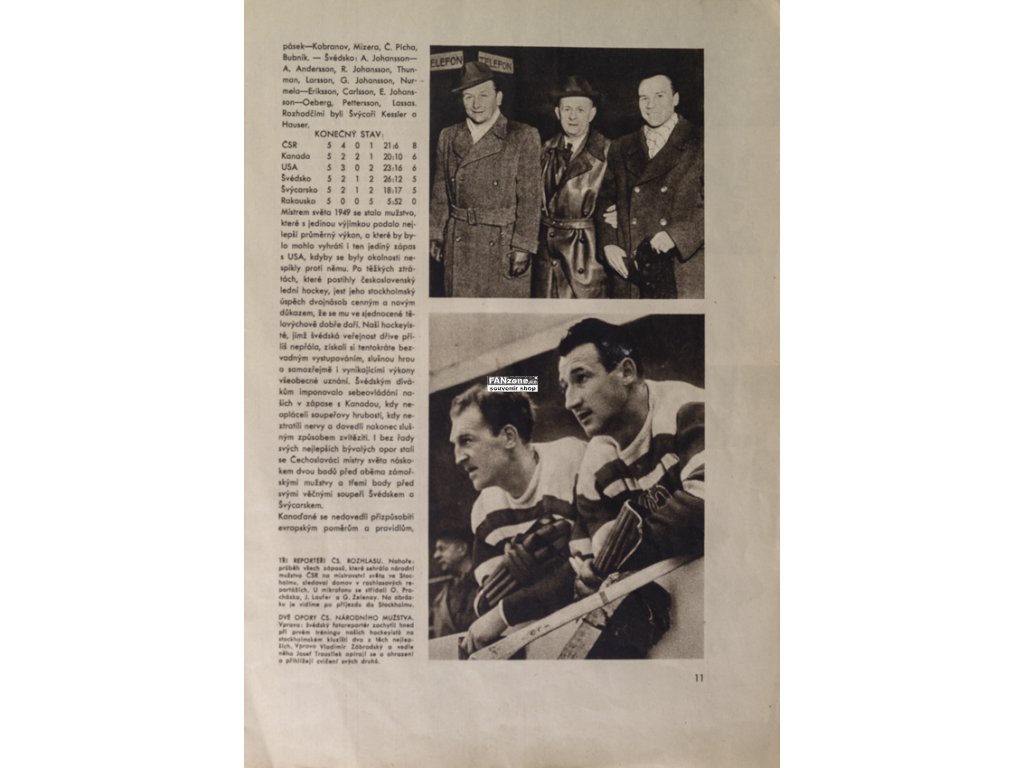 pásek—Kobranov, Mizera, Č. Picha,
Bubník. — Švédsko: A. Johansson—
A. Andersson, R. Johansson, Thun-
man, Larsson, G. Johansson, Nur-
mela—Eriksson, Carlsson, E. Johans-
son—Oeberg, Pettersson, Lassas.
Rozhodčími byli Švýcaři Kessler a
Hauser.
KONEČNÝ STAV:
ČSR 5 4 0 1 21:6 8
Kanada 5 2 2 1 20:10 6
USA 5 3 0 2 23:16 6
Švédsko 5 2 1 2 26:12 5
Švýcarsko 5 2 1 2 18:17 5
Rakousko 5 0 0 5 5:52 0
Mistrem světa 1949 se stalo mužstvo,
které s jedinou výjimkou podalo nej-
lepší průměrný výkon, a které by by-
lo mohlo vyhráti i ten jediný zápas
s USA, kdyby se byly okolnosti ne-
spikly proti němu. Po těžkých ztrá-
tách, které postihly československý
lední hockey, jest jeho stockholmský
úspěch dvojnásob cenným a novým
důkazem, že se mu ve sjednocené tě-
lovýchově dobře daří. Naši hockeyis-
té, jimž švédská veřejnost dříve pří-
liš nepřála, získali si tentokráte bez-
vadným vystupováním, slušnou hrou
a samozřejmě i vynikajícími výkony
všeobecné uznání. Švédským divá-
kům imponovalo sebeovládání na-
šich v zápase s Kanadou, kdy ne-
opláceli soupeřovy hrubosti, kdy ne-
ztratili nervy a dovedli nakonec sluš-
ným způsobem zvítěziti. I bez řady
svých nejlepších bývalých opor stali
se Čechoslováci mistry světa násko-
kem dvou bodů před oběma zámoř-
skými mužstvy a třemi body před
svými věčnými soupeři Švédskem a
Švýcarskem.
Kanaďané se nedovedli přizpůsobiti
evropským poměrům a pravidlům,
TŘI REPORTÉŘI ČS. ROZHLASU. Nahoře:
průběh všech zápasů, které sehrálo národní
mužstvo ČSR na mistrovství světa ve Stoc-
holmu, sledoval domov v rozhlasových re-
portážích. U mikrofonu se střídali O. Pro-
cházka, J. Laufer a G. Zelenay. Na obráz-
ku je vidíme po příjezdu do Stockholmu.
DVĚ OPORY ČS. NÁRODNÍHO MUŽSTVA.
Vpravo: švédský fotoreportér zachytil hned
při prvém tréningu našich hockeyistů na
stockholmském kluzišti dva z těch nejlep-
ších. Vpravo Vladimír Zábrodský a vedle
něho Josef Trousílek opírají se o ohrazení
a přihlížejí cvičení svých druhů.
ELEFON TELEFON
FANzone.cz
souvenir shop
11